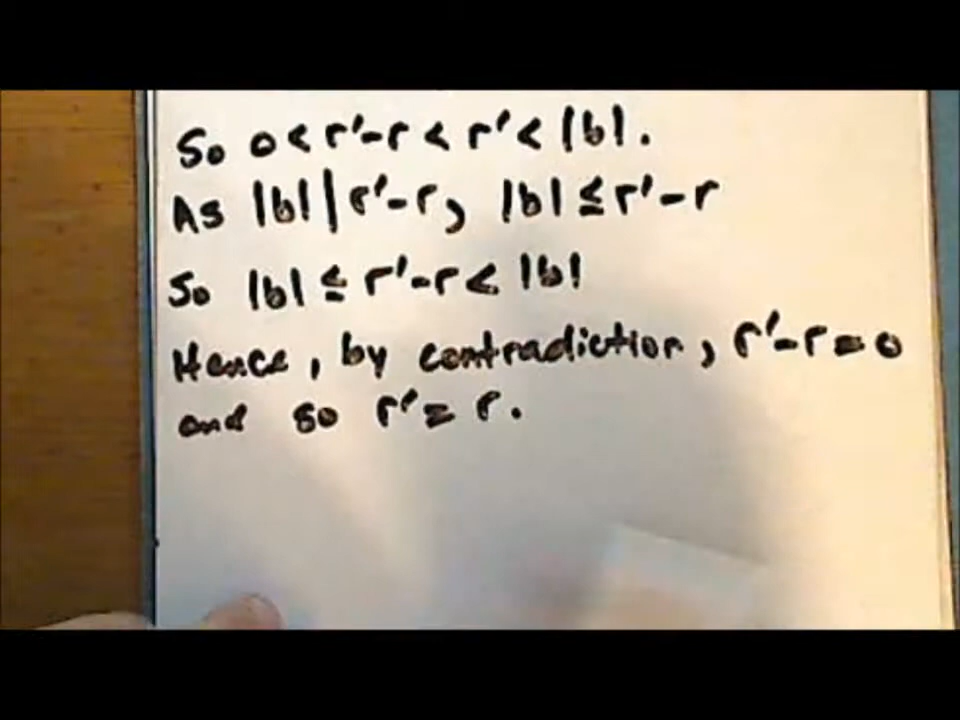 So 0 < r'-r < r' < |b|.
As |b| | r'-r, |b| ≤ r'-r
So |b| ≤ r'-r < |b|
Hence, by contradiction, r'-r = 0
and so r' = r.